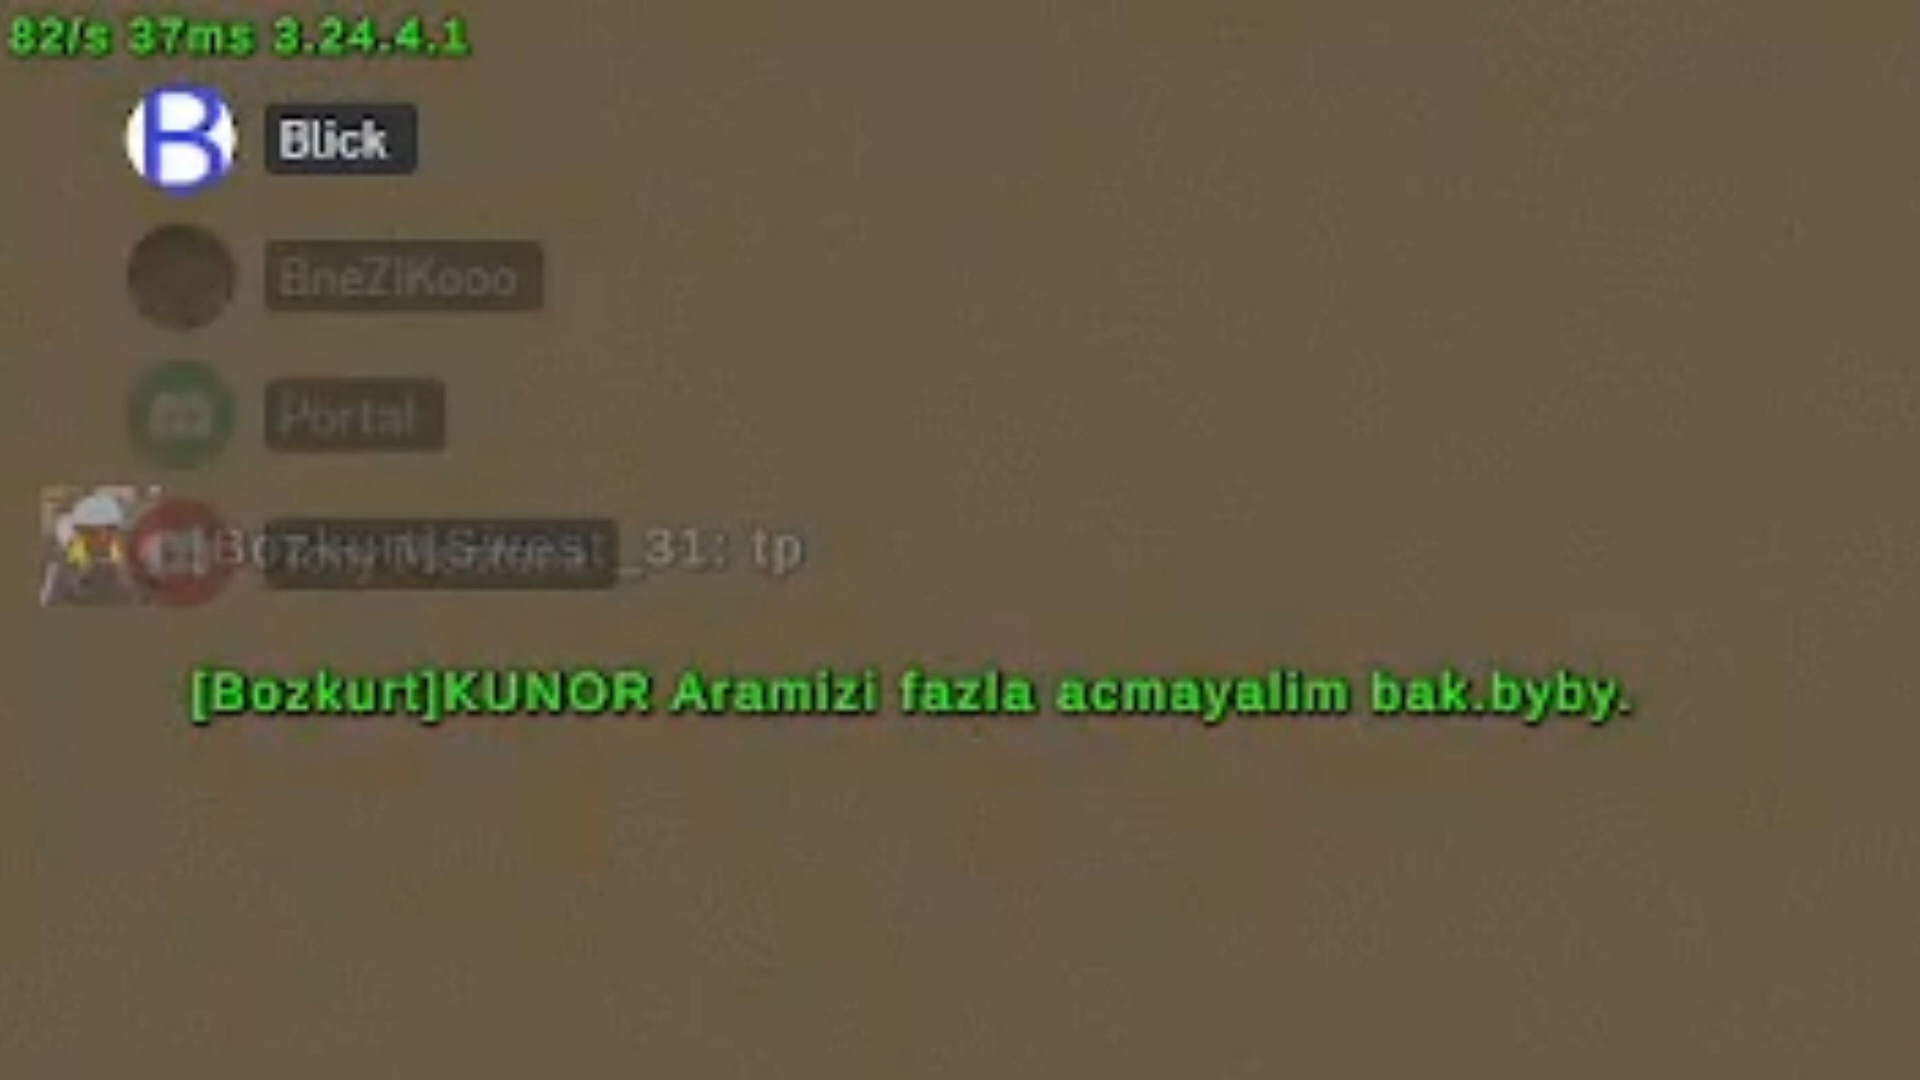 82/s 37ms 3.24.4.1
Blick
BneZiKooo
Portal
_31: tp
[Bozkurt]KUNOR Aramizi fazla acmayalim bak.byby.